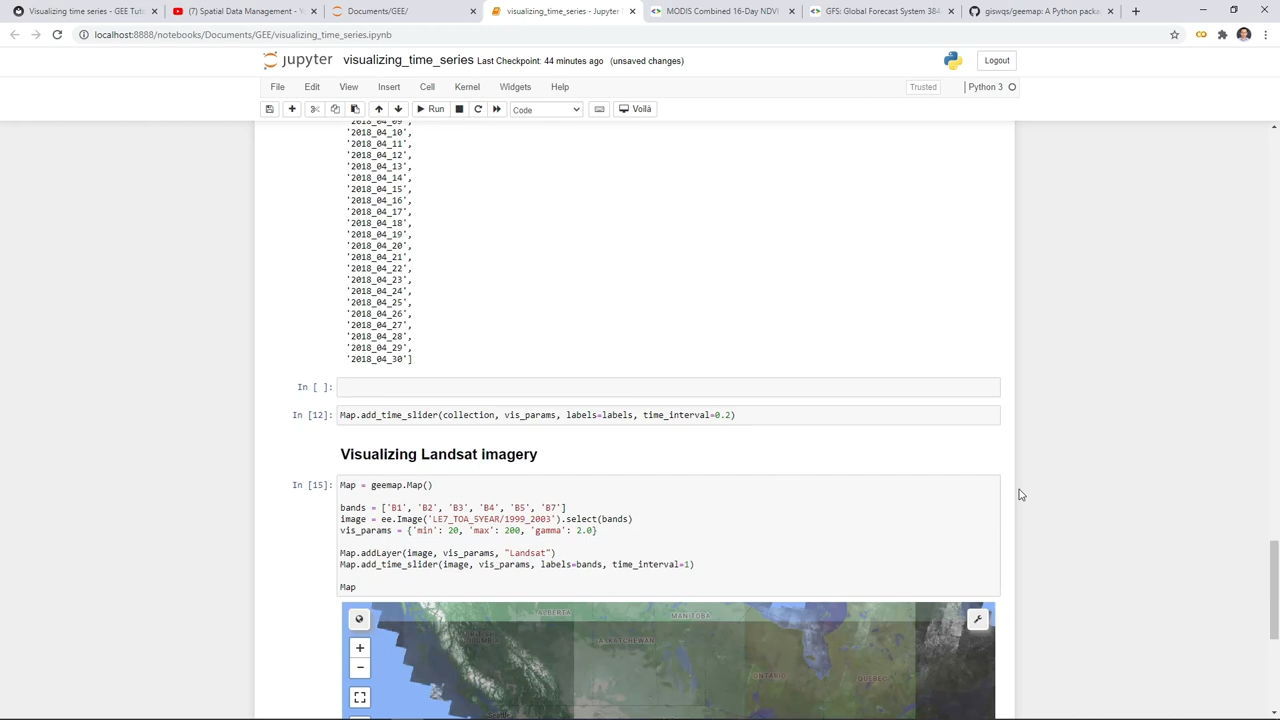 Visualizing time series - GEE Tuto
(7) Spatial Data Management - Yo
Documents/GEE/
visualizing_time_series - Jupyter
MODIS Combined 16-Day NDVI
GFS: Global Forecast System 384-
giswqs/geemap: A Python packa
localhost:8888/notebooks/Documents/GEE/visualizing_time_series.ipynb
jupyter visualizing_time_series Last Checkpoint: 44 minutes ago (unsaved changes)
Logout
File Edit View Insert Cell Kernel Widgets Help
Trusted Python 3
Run Code Voilà
'2018_04_09',
'2018_04_10',
'2018_04_11',
'2018_04_12',
'2018_04_13',
'2018_04_14',
'2018_04_15',
'2018_04_16',
'2018_04_17',
'2018_04_18',
'2018_04_19',
'2018_04_20',
'2018_04_21',
'2018_04_22',
'2018_04_23',
'2018_04_24',
'2018_04_25',
'2018_04_26',
'2018_04_27',
'2018_04_28',
'2018_04_29',
'2018_04_30']
In [ ]:
In [12]: Map.add_time_slider(collection, vis_params, labels=labels, time_interval=0.2)
Visualizing Landsat imagery
In [15]: Map = geemap.Map()
bands = ['B1', 'B2', 'B3', 'B4', 'B5', 'B7']
image = ee.Image('LE7_TOA_5YEAR/1999_2003').select(bands)
vis_params = {'min': 20, 'max': 200, 'gamma': 2.0}
Map.addLayer(image, vis_params, "Landsat")
Map.add_time_slider(image, vis_params, labels=bands, time_interval=1)
Map
ALBERTA
MANITOBA
SASKATCHEWAN
ONTARIO
QUEBEC